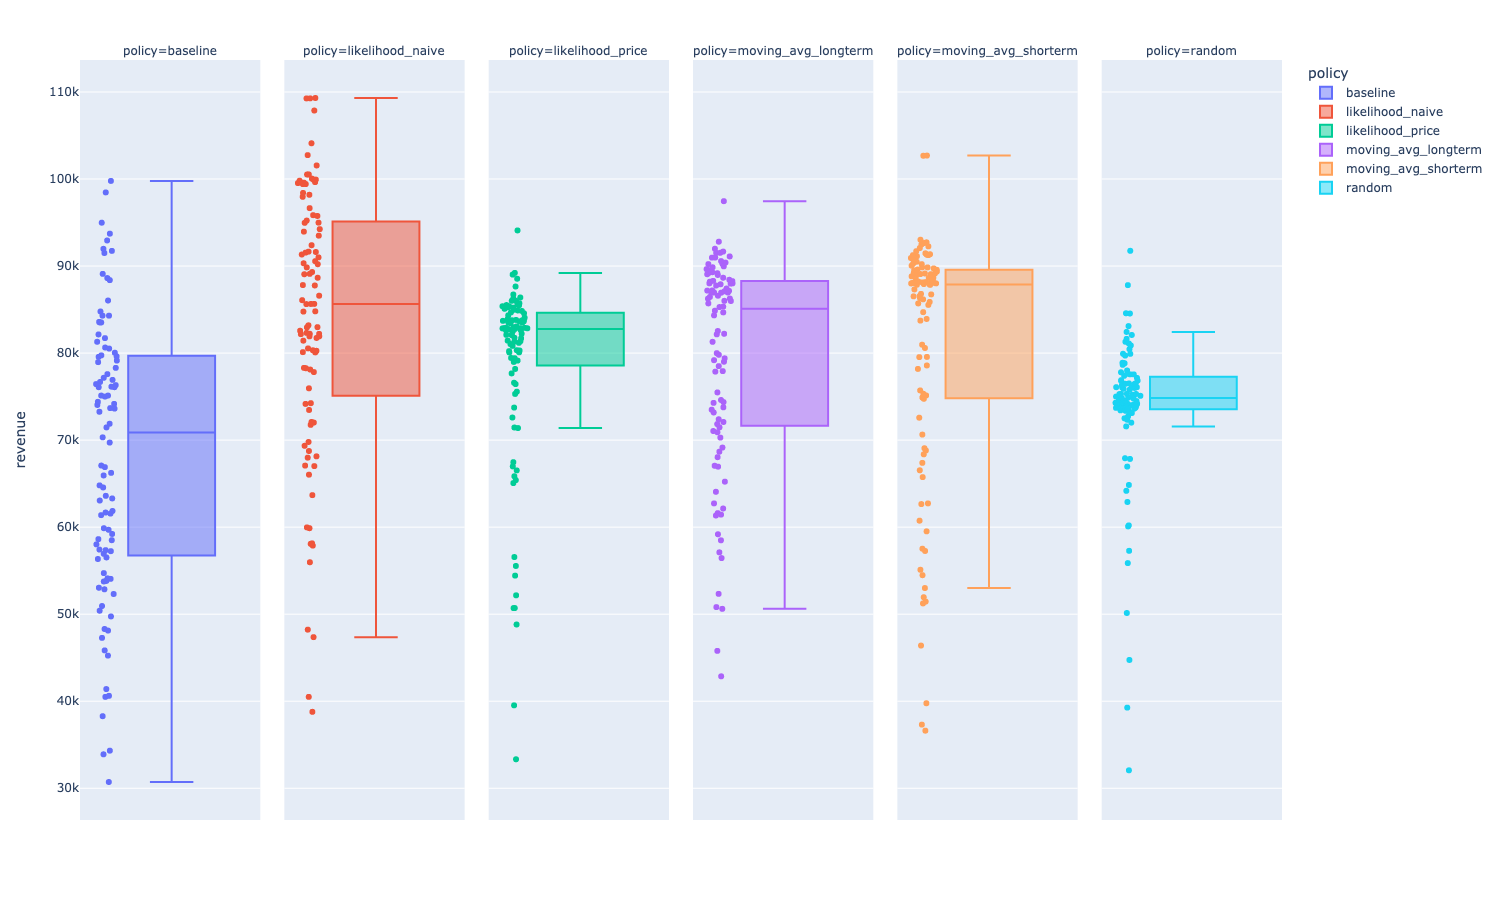 policy=baseline
policy=likelihood_naive
policy=likelihood_price
policy=moving_avg_longterm
policy=moving_avg_shorterm
policy=random
policy
baseline
likelihood_naive
likelihood_price
moving_avg_longterm
moving_avg_shorterm
random
110k
100k
90k
80k
70k
60k
50k
40k
30k
revenue